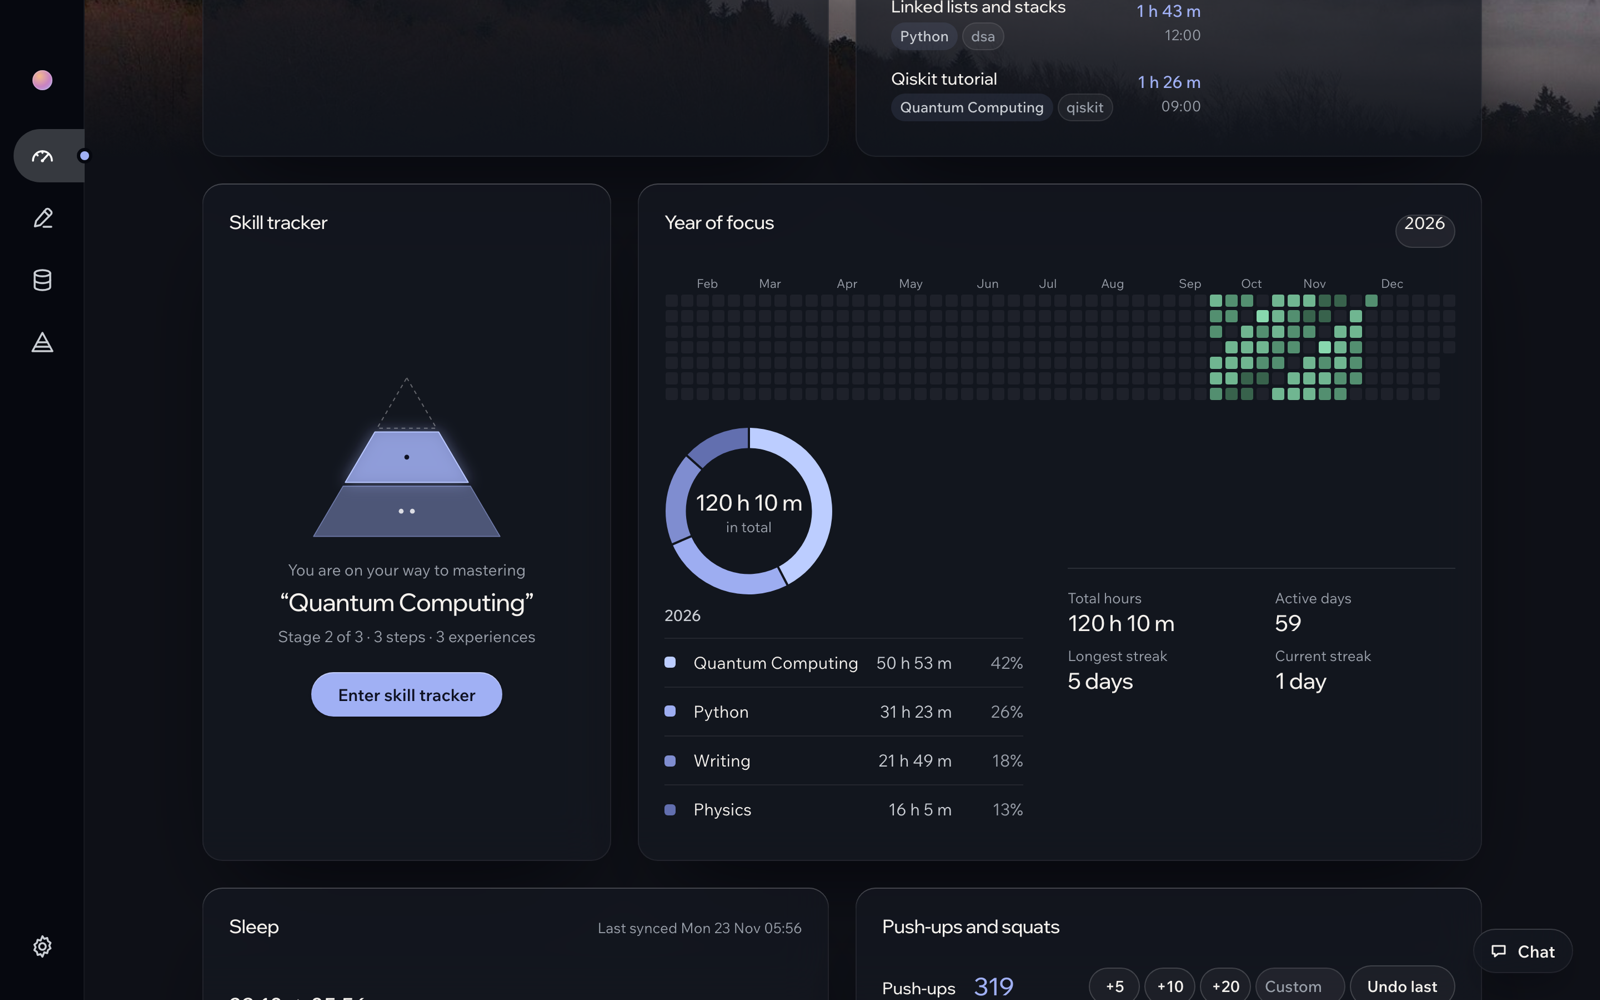 Linked lists and stacks
1 h 43 m
Python
dsa
12:00
Qiskit tutorial
1 h 26 m
Quantum Computing
qiskit
09:00
Skill tracker
You are on your way to mastering
“Quantum Computing”
Stage 2 of 3 · 3 steps · 3 experiences
Enter skill tracker
Year of focus
2026
Feb Mar Apr May Jun Jul Aug Sep Oct Nov Dec
120 h 10 m
in total
2026
Quantum Computing 50 h 53 m 42%
Python 31 h 23 m 26%
Writing 21 h 49 m 18%
Physics 16 h 5 m 13%
Total hours
120 h 10 m
Active days
59
Longest streak
5 days
Current streak
1 day
Sleep
Last synced Mon 23 Nov 05:56
Push-ups and squats
Push-ups 319
+5
+10
+20
Custom
Undo last
Chat